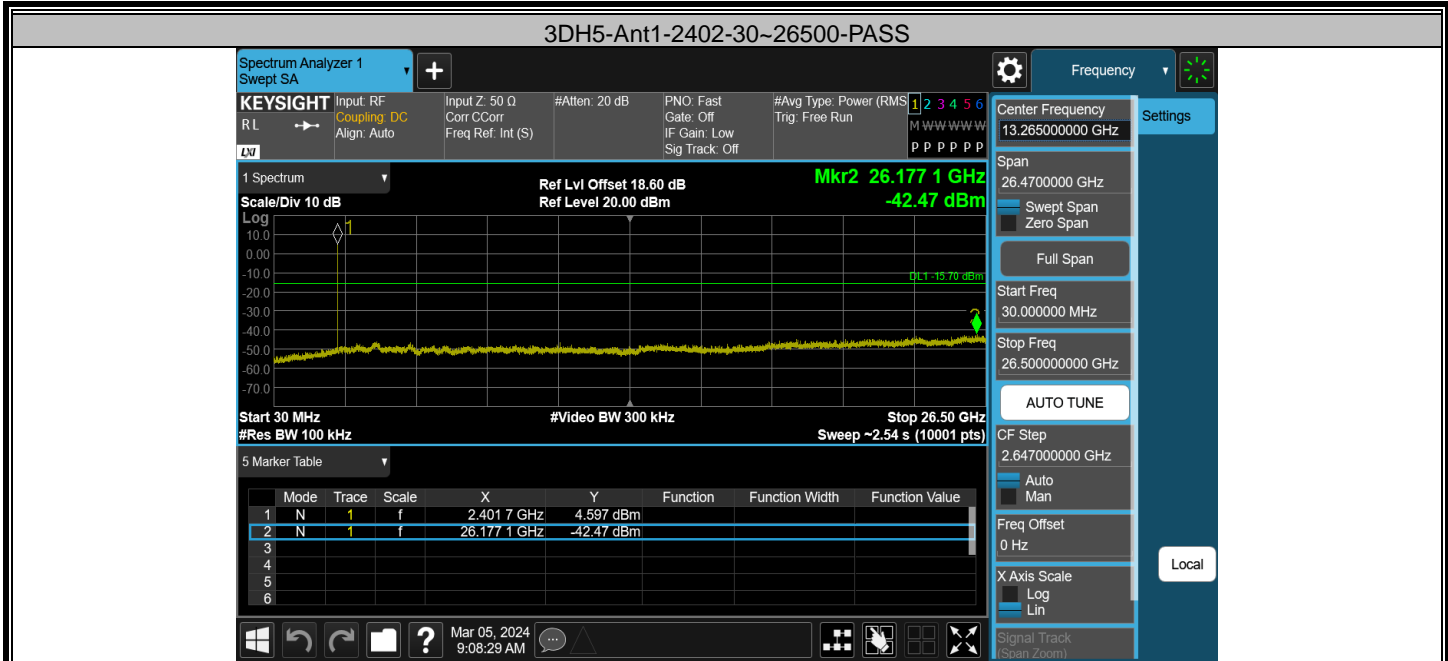 3DH5-Ant1-2402-30~26500-PASS
Spectrum Analyzer 1
Swept SA
+
Frequency
KEYSIGHT
Input: RF
Input Z: 50 Ω
#Atten: 20 dB
PNO: Fast
#Avg Type: Power (RMS
1 2 3 4 5 6
R L
Coupling: DC
Corr CCorr
Gate: Off
Trig: Free Run
M W W W W W
Align: Auto
Freq Ref: Int (S)
IF Gain: Low
LXI
Sig Track: Off
P P P P P P
1 Spectrum
Ref Lvl Offset 18.60 dB
Mkr2 26.177 1 GHz
Scale/Div 10 dB
Ref Level 20.00 dBm
-42.47 dBm
Log
1
10.0
0.00
-10.0
DL1 -15.70 dBm
-20.0
-30.0
-40.0
-50.0
-60.0
-70.0
Start 30 MHz
#Video BW 300 kHz
Stop 26.50 GHz
#Res BW 100 kHz
Sweep ~2.54 s (10001 pts)
5 Marker Table
Mode Trace Scale X Y Function Function Width Function Value
1 N 1 f 2.401 7 GHz 4.597 dBm
2 N 1 f 26.177 1 GHz -42.47 dBm
3
4
5
6
Center Frequency
13.265000000 GHz
Settings
Span
26.4700000 GHz
Swept Span
Zero Span
Full Span
Start Freq
30.000000 MHz
Stop Freq
26.500000000 GHz
AUTO TUNE
CF Step
2.647000000 GHz
Auto
Man
Freq Offset
0 Hz
Local
X Axis Scale
Log
Lin
Signal Track
(Span Zoom)
?
Mar 05, 2024
9:08:29 AM